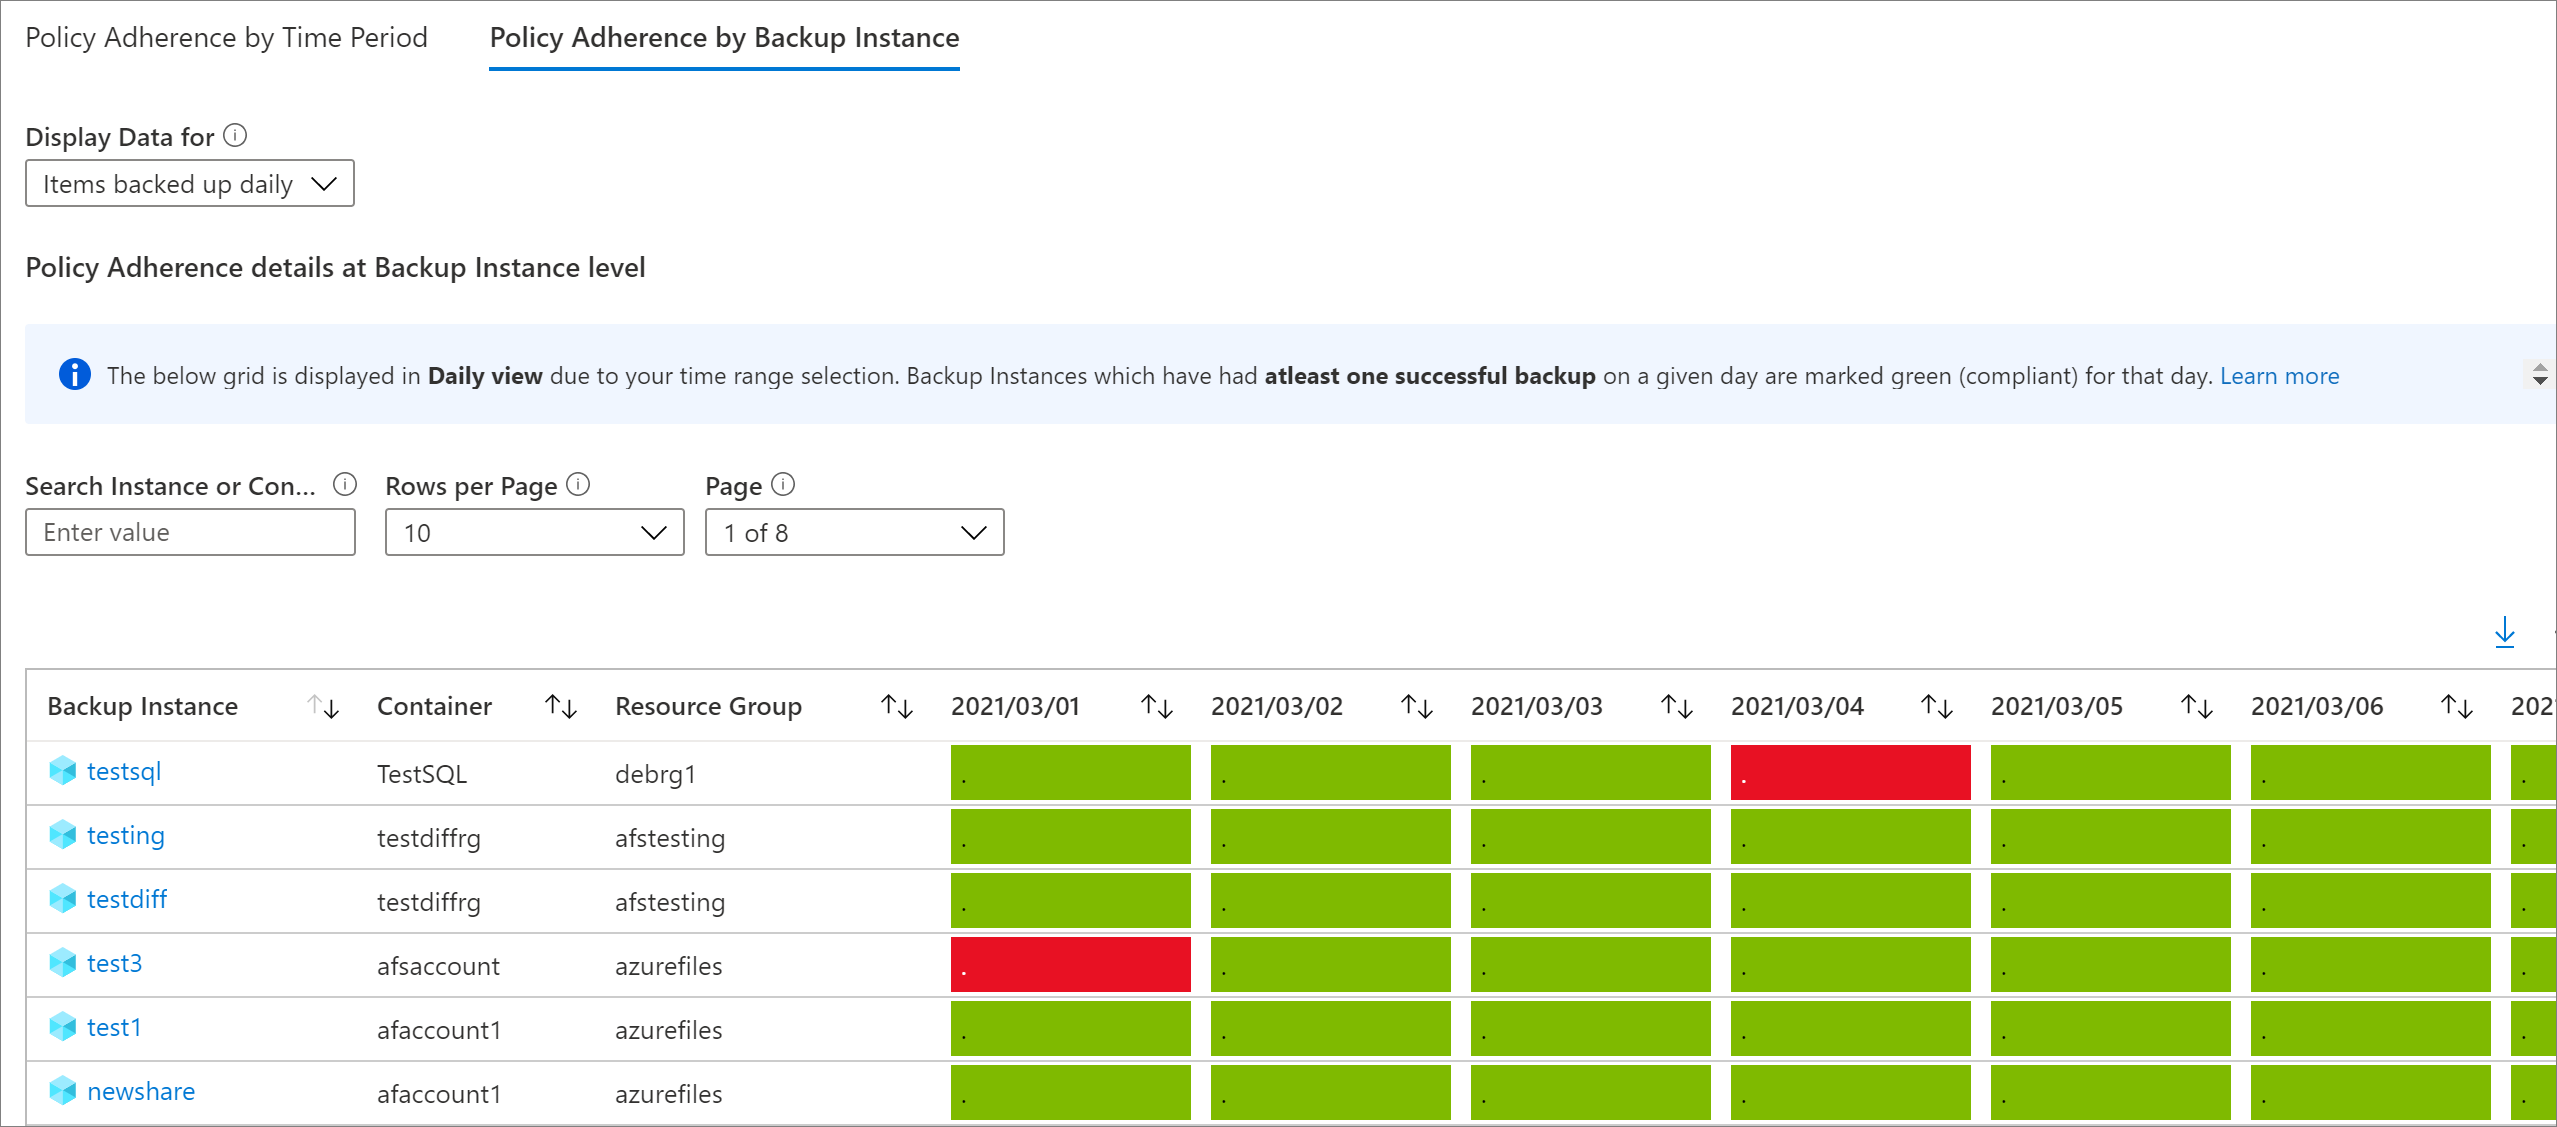 Policy Adherence by Time Period Policy Adherence by Backup Instance
Display Data for
Items backed up daily
Policy Adherence details at Backup Instance level
The below grid is displayed in Daily view due to your time range selection. Backup Instances which have had atleast one successful backup on a given day are marked green (compliant) for that day. Learn more
Search Instance or Con... Rows per Page Page
Enter value 10 1 of 8
Backup Instance Container Resource Group 2021/03/01 2021/03/02 2021/03/03 2021/03/04 2021/03/05 2021/03/06 202
testsql TestSQL debrg1 . . . . . . .
testing testdiffrg afstesting . . . . . . .
testdiff testdiffrg afstesting . . . . . . .
test3 afsaccount azurefiles . . . . . . .
test1 afaccount1 azurefiles . . . . . . .
newshare afaccount1 azurefiles . . . . . . .